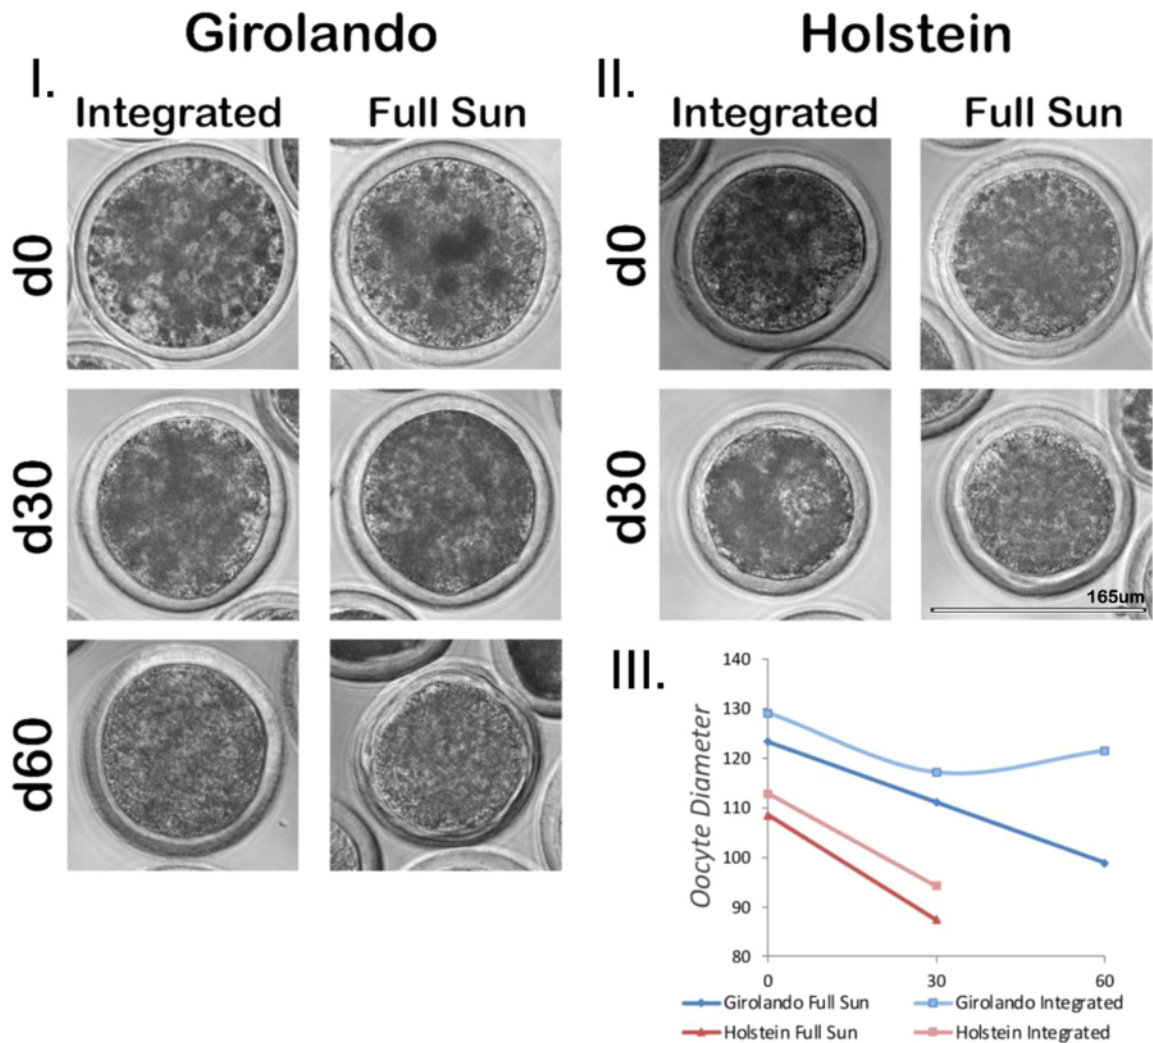 Girolando
Holstein
I.
Integrated
Full Sun
II.
Integrated
Full Sun
d0
d0
d30
d30
165um
d60
III.
140
130
120
110
100
90
80
Oocyte Diameter
0
30
60
Girolando Full Sun
Girolando Integrated
Holstein Full Sun
Holstein Integrated